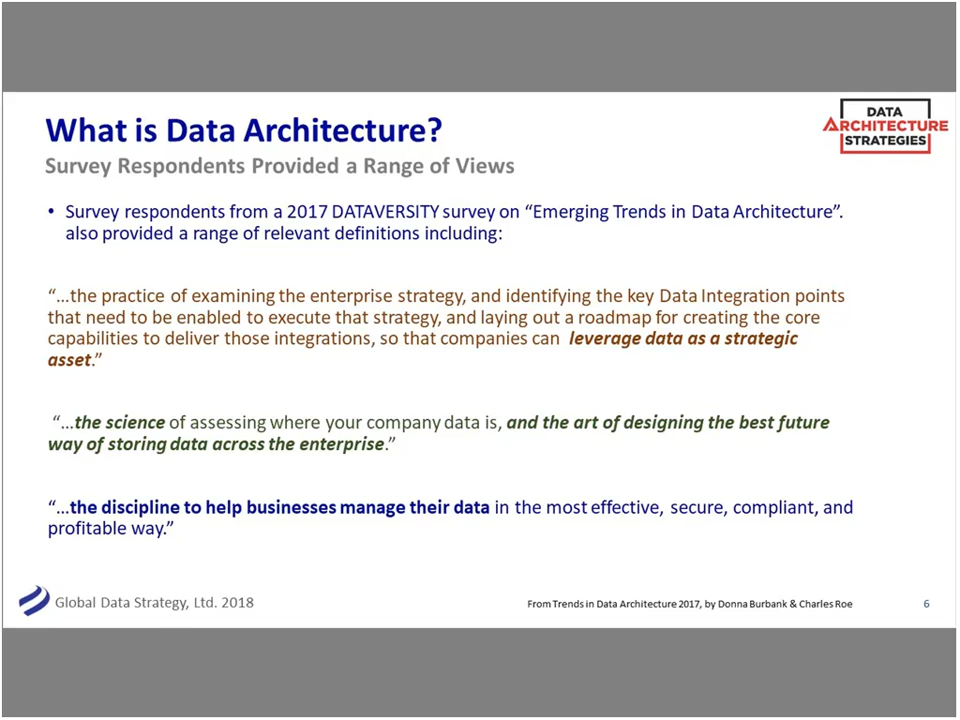 What is Data Architecture?
Survey Respondents Provided a Range of Views
DATA
ARCHITECTURE
STRATEGIES
• Survey respondents from a 2017 DATAVERSITY survey on “Emerging Trends in Data Architecture”.
also provided a range of relevant definitions including:
“…the practice of examining the enterprise strategy, and identifying the key Data Integration points
that need to be enabled to execute that strategy, and laying out a roadmap for creating the core
capabilities to deliver those integrations, so that companies can leverage data as a strategic
asset.”
“…the science of assessing where your company data is, and the art of designing the best future
way of storing data across the enterprise.”
“…the discipline to help businesses manage their data in the most effective, secure, compliant, and
profitable way.”
Global Data Strategy, Ltd. 2018
From Trends in Data Architecture 2017, by Donna Burbank & Charles Roe
6